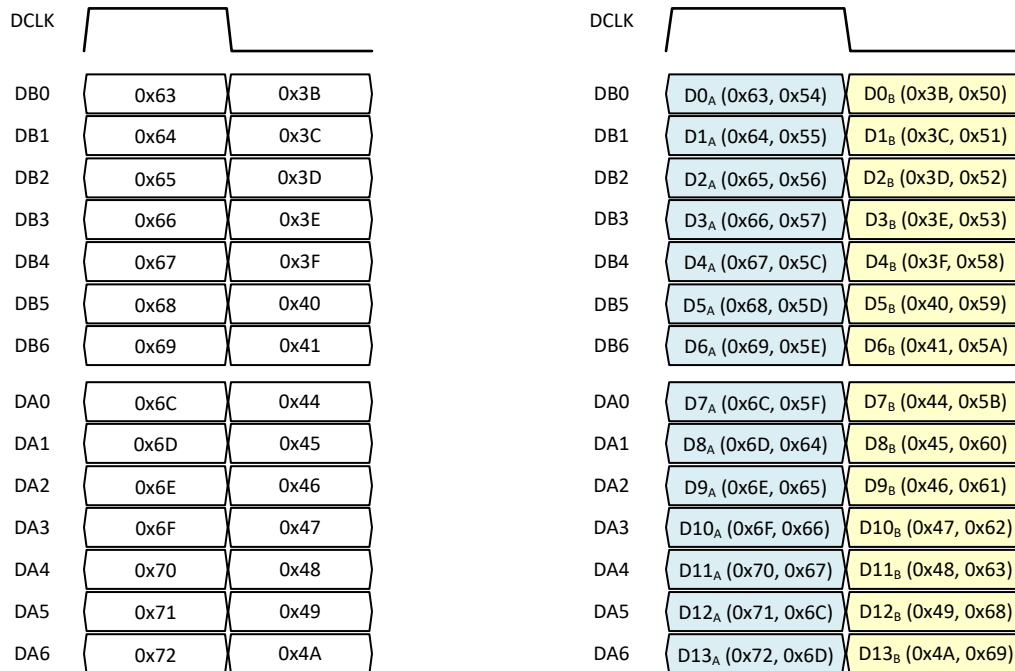 DCLK DCLK
DB0 0x63 0x3B DB0 D0A (0x63, 0x54) D0B (0x3B, 0x50)
DB1 0x64 0x3C DB1 D1A (0x64, 0x55) D1B (0x3C, 0x51)
DB2 0x65 0x3D DB2 D2A (0x65, 0x56) D2B (0x3D, 0x52)
DB3 0x66 0x3E DB3 D3A (0x66, 0x57) D3B (0x3E, 0x53)
DB4 0x67 0x3F DB4 D4A (0x67, 0x5C) D4B (0x3F, 0x58)
DB5 0x68 0x40 DB5 D5A (0x68, 0x5D) D5B (0x40, 0x59)
DB6 0x69 0x41 DB6 D6A (0x69, 0x5E) D6B (0x41, 0x5A)
DA0 0x6C 0x44 DA0 D7A (0x6C, 0x5F) D7B (0x44, 0x5B)
DA1 0x6D 0x45 DA1 D8A (0x6D, 0x64) D8B (0x45, 0x60)
DA2 0x6E 0x46 DA2 D9A (0x6E, 0x65) D9B (0x46, 0x61)
DA3 0x6F 0x47 DA3 D10A (0x6F, 0x66) D10B (0x47, 0x62)
DA4 0x70 0x48 DA4 D11A (0x70, 0x67) D11B (0x48, 0x63)
DA5 0x71 0x49 DA5 D12A (0x71, 0x6C) D12B (0x49, 0x68)
DA6 0x72 0x4A DA6 D13A (0x72, 0x6D) D13B (0x4A, 0x69)